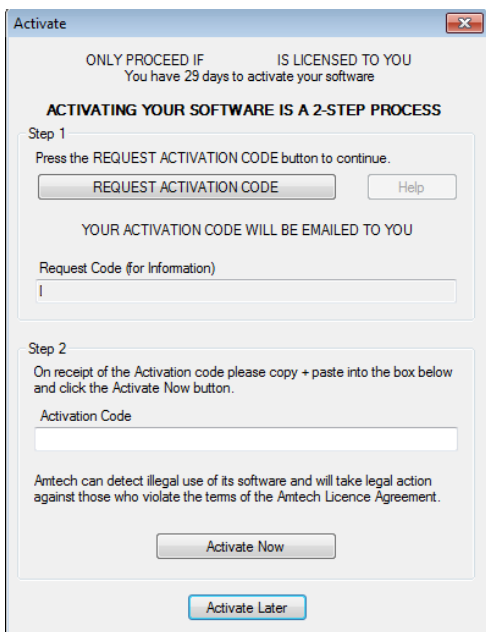 Activate
ONLY PROCEED IF IS LICENSED TO YOU
You have 29 days to activate your software
ACTIVATING YOUR SOFTWARE IS A 2-STEP PROCESS
Step 1
Press the REQUEST ACTIVATION CODE button to continue.
REQUEST ACTIVATION CODE Help
YOUR ACTIVATION CODE WILL BE EMAILED TO YOU
Request Code (for Information)
Step 2
On receipt of the Activation code please copy + paste into the box below
and click the Activate Now button.
Activation Code
Amtech can detect illegal use of its software and will take legal action
against those who violate the terms of the Amtech Licence Agreement.
Activate Now
Activate Later